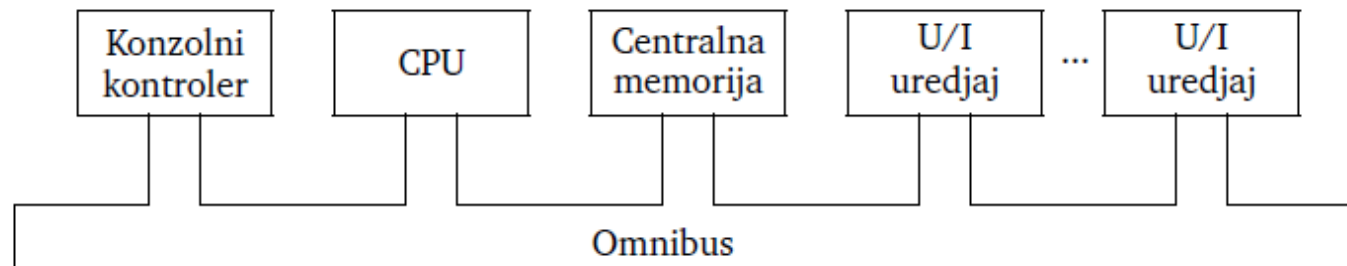 Konzolni
kontroler
CPU
Centralna
memorija
U/I
uredjaj
...
U/I
uredjaj
Omnibus